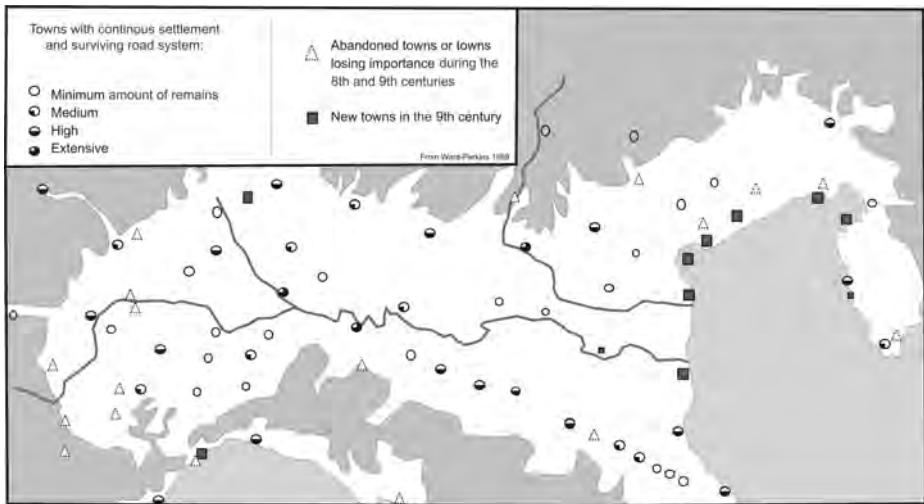 Towns with continous settlement
and surviving road system:
Minimum amount of remains
Medium
High
Extensive
Abandoned towns or towns
losing importance during the
8th and 9th centuries
New towns in the 9th century
From Ward-Perkins 1988